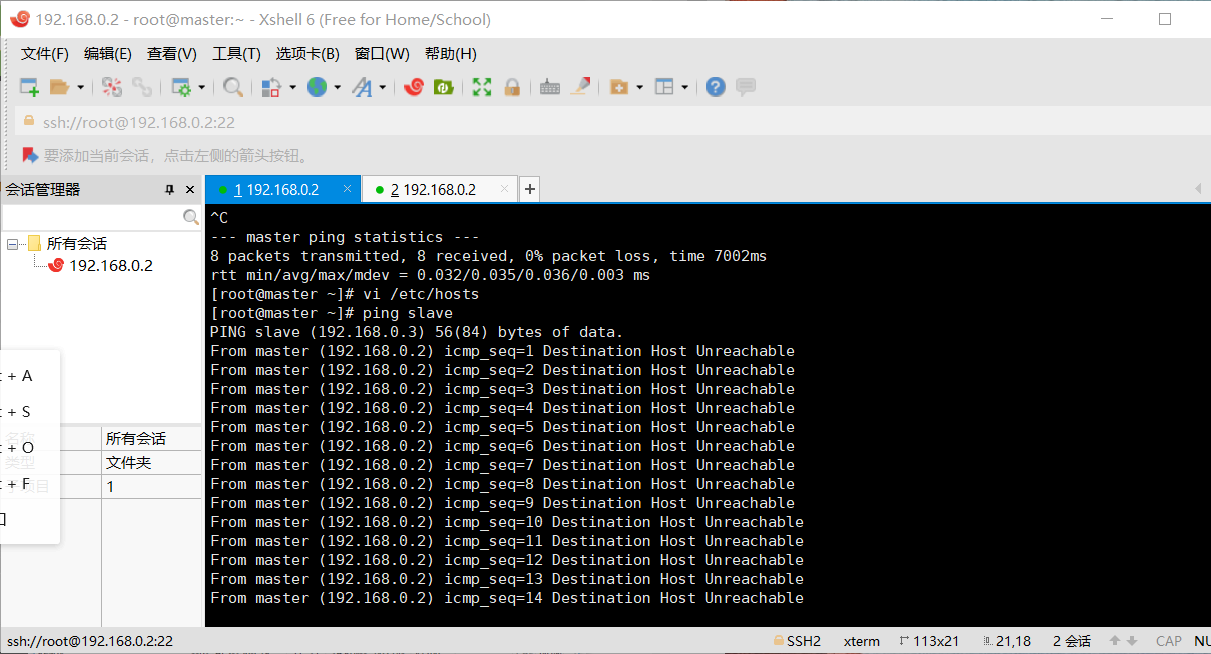 192.168.0.2 - root@master:~ - Xshell 6 (Free for Home/School)
文件(F) 编辑(E) 查看(V) 工具(T) 选项卡(B) 窗口(W) 帮助(H)
ssh://root@192.168.0.2:22
要添加当前会话，点击左侧的箭头按钮。
会话管理器
1 192.168.0.2 × 2 192.168.0.2 × +
所有会话
192.168.0.2
+ A
+ S
+ O
+ F
名称 所有会话
类型 文件夹
项目 1
^C
--- master ping statistics ---
8 packets transmitted, 8 received, 0% packet loss, time 7002ms
rtt min/avg/max/mdev = 0.032/0.035/0.036/0.003 ms
[root@master ~]# vi /etc/hosts
[root@master ~]# ping slave
PING slave (192.168.0.3) 56(84) bytes of data.
From master (192.168.0.2) icmp_seq=1 Destination Host Unreachable
From master (192.168.0.2) icmp_seq=2 Destination Host Unreachable
From master (192.168.0.2) icmp_seq=3 Destination Host Unreachable
From master (192.168.0.2) icmp_seq=4 Destination Host Unreachable
From master (192.168.0.2) icmp_seq=5 Destination Host Unreachable
From master (192.168.0.2) icmp_seq=6 Destination Host Unreachable
From master (192.168.0.2) icmp_seq=7 Destination Host Unreachable
From master (192.168.0.2) icmp_seq=8 Destination Host Unreachable
From master (192.168.0.2) icmp_seq=9 Destination Host Unreachable
From master (192.168.0.2) icmp_seq=10 Destination Host Unreachable
From master (192.168.0.2) icmp_seq=11 Destination Host Unreachable
From master (192.168.0.2) icmp_seq=12 Destination Host Unreachable
From master (192.168.0.2) icmp_seq=13 Destination Host Unreachable
From master (192.168.0.2) icmp_seq=14 Destination Host Unreachable
ssh://root@192.168.0.2:22 SSH2 xterm 113x21 21,18 2 会话 CAP NU